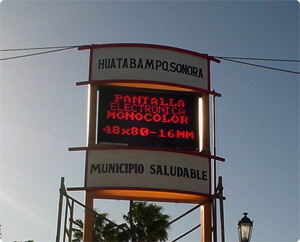 HUATABAMPO, SONORA
PANTALLA
ELECTRONICA
MONOCOLOR
48x80-16MM
MUNICIPIO SALUDABLE